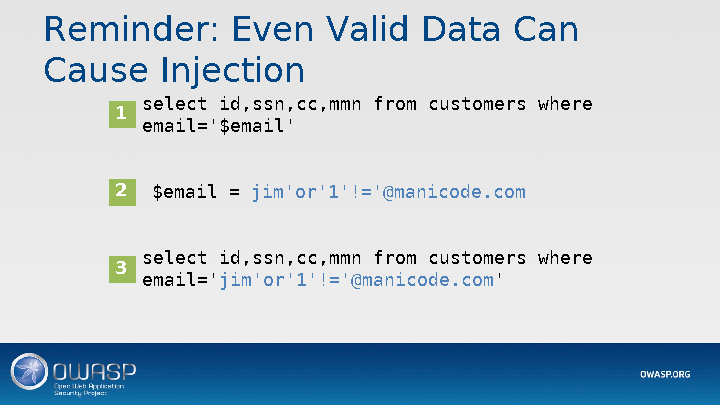 Reminder: Even Valid Data Can
Cause Injection
1
select id,ssn,cc,mmn from customers where
email='$email'
2
$email = jim'or'1'!='@manicode.com
3
select id,ssn,cc,mmn from customers where
email='jim'or'1'!='@manicode.com'
OWASP
Open Web Application
Security Project
OWASP.ORG